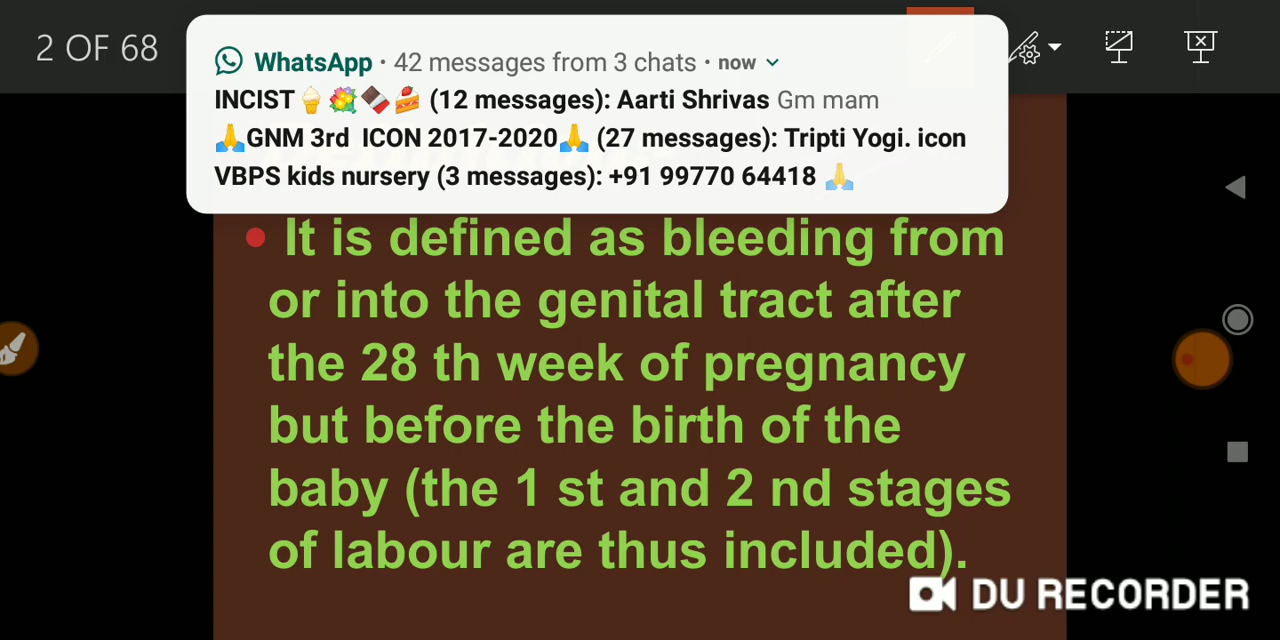 2 OF 68
WhatsApp · 42 messages from 3 chats · now
INCIST🍦💐🍫🍰 (12 messages): Aarti Shrivas Gm mam
🙏GNM 3rd ICON 2017-2020🙏 (27 messages): Tripti Yogi. icon
VBPS kids nursery (3 messages): +91 99770 64418 🙏
• It is defined as bleeding from
or into the genital tract after
the 28 th week of pregnancy
but before the birth of the
baby (the 1 st and 2 nd stages
of labour are thus included).
DU RECORDER